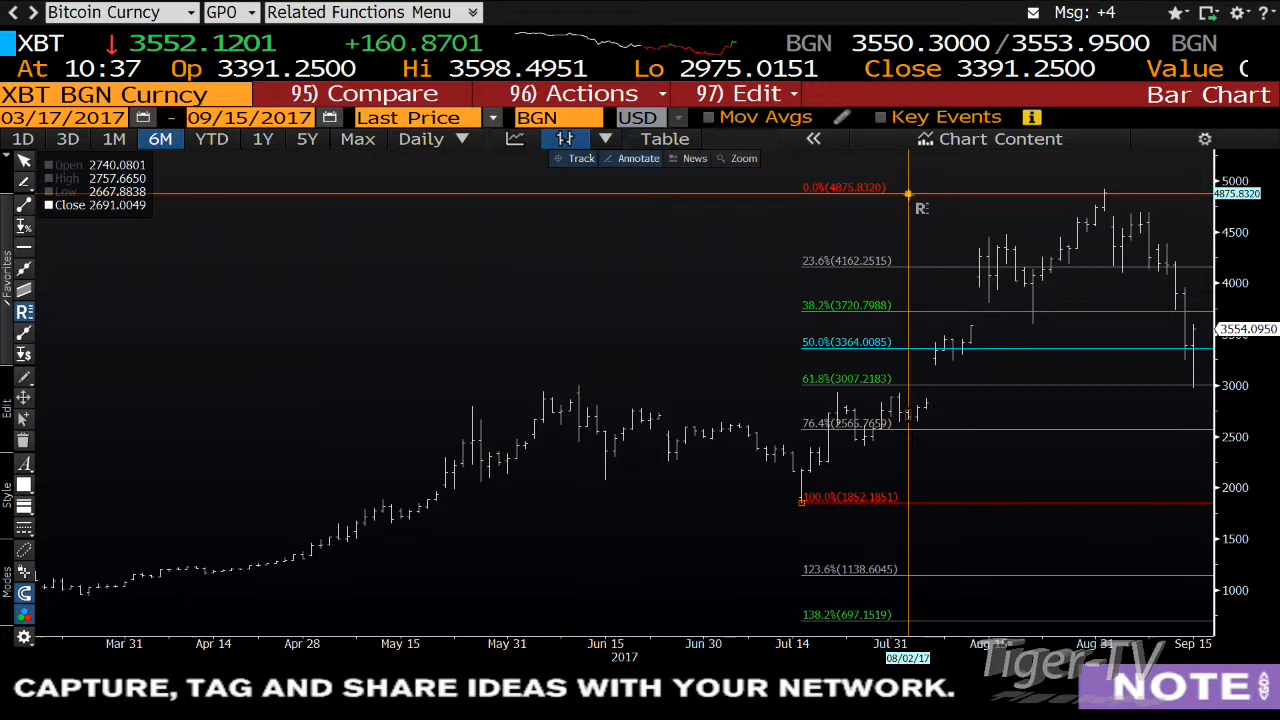 Bitcoin Curncy GPO Related Functions Menu Msg: +4
XBT 3552.1201 +160.8701 BGN 3550.3000/3553.9500 BGN
At 10:37 Op 3391.2500 Hi 3598.4951 Lo 2975.0151 Close 3391.2500 Value
XBT BGN Curncy 95) Compare 96) Actions 97) Edit Bar Chart
03/17/2017 - 09/15/2017 Last Price BGN USD Mov Avgs Key Events
1D 3D 1M 6M YTD 1Y 5Y Max Daily Table « Chart Content
Track Annotate News Zoom
Open 2740.0801
High 2757.6650
Low 2667.8838
Close 2691.0049
Favorites
Edit
Style
Modes
0.0%(4875.8320)
23.6%(4162.2515)
38.2%(3720.7988)
50.0%(3364.0085)
61.8%(3007.2183)
76.4%(2565.7659)
100.0%(1852.1851)
123.6%(1138.6045)
138.2%(697.1519)
5000
4875.8320
4500
4000
3554.0950
3000
2500
2000
1500
1000
Mar 31 Apr 14 Apr 28 May 15 May 31 Jun 15 Jun 30 Jul 14 Jul 31 Aug 15 Aug 31 Sep 15
2017 08/02/17
Tiger-TV
CAPTURE, TAG AND SHARE IDEAS WITH YOUR NETWORK. NOTE